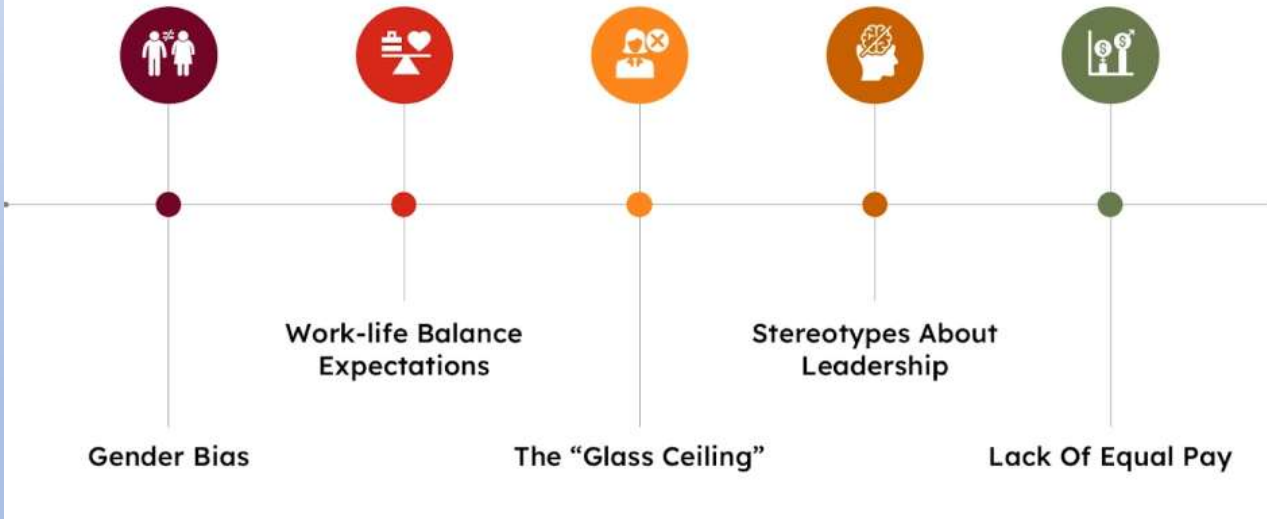 Gender Bias
Work-life Balance
Expectations
The “Glass Ceiling”
Stereotypes About
Leadership
Lack Of Equal Pay